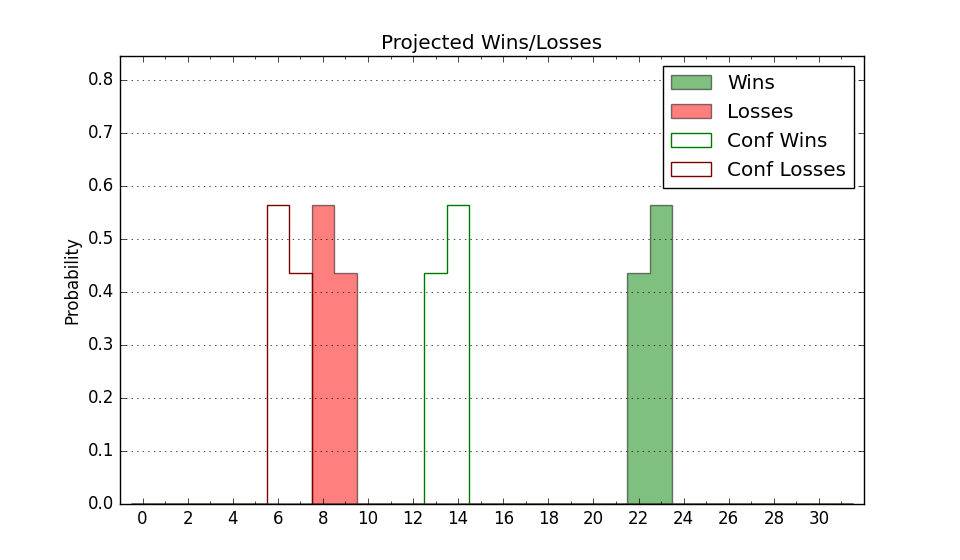 Projected Wins/Losses
Wins
Losses
Conf Wins
Conf Losses
Probability
0.8
0.7
0.6
0.5
0.4
0.3
0.2
0.1
0.0
0 2 4 6 8 10 12 14 16 18 20 22 24 26 28 30